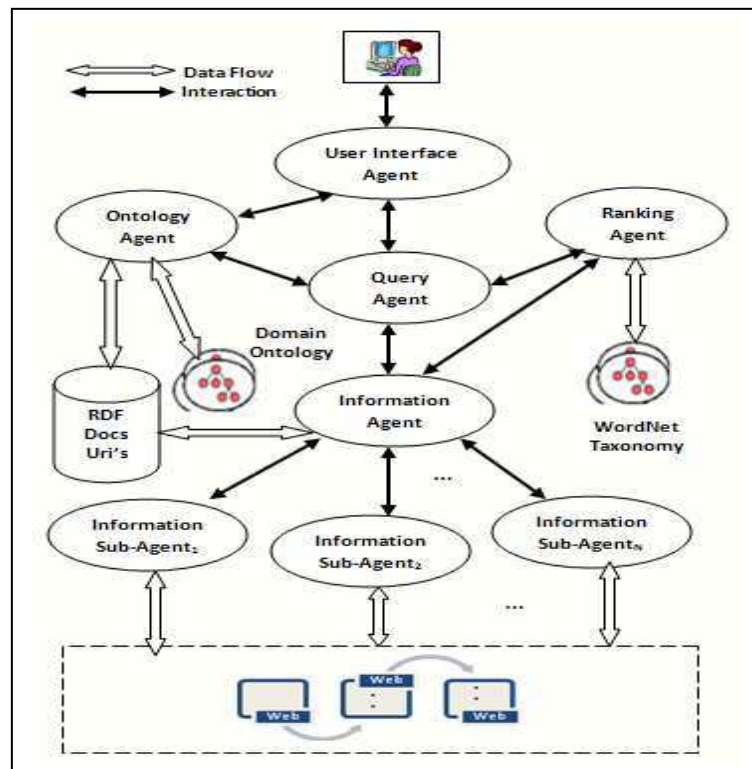 Data Flow
Interaction
User Interface
Agent
Ontology
Agent
Ranking
Agent
Query
Agent
Domain
Ontology
Information
Agent
RDF
Docs
Uri's
WordNet
Taxonomy
...
Information
Sub-Agent₁
Information
Sub-Agent₂
Information
Sub-Agentₙ
...
Web
Web
Web